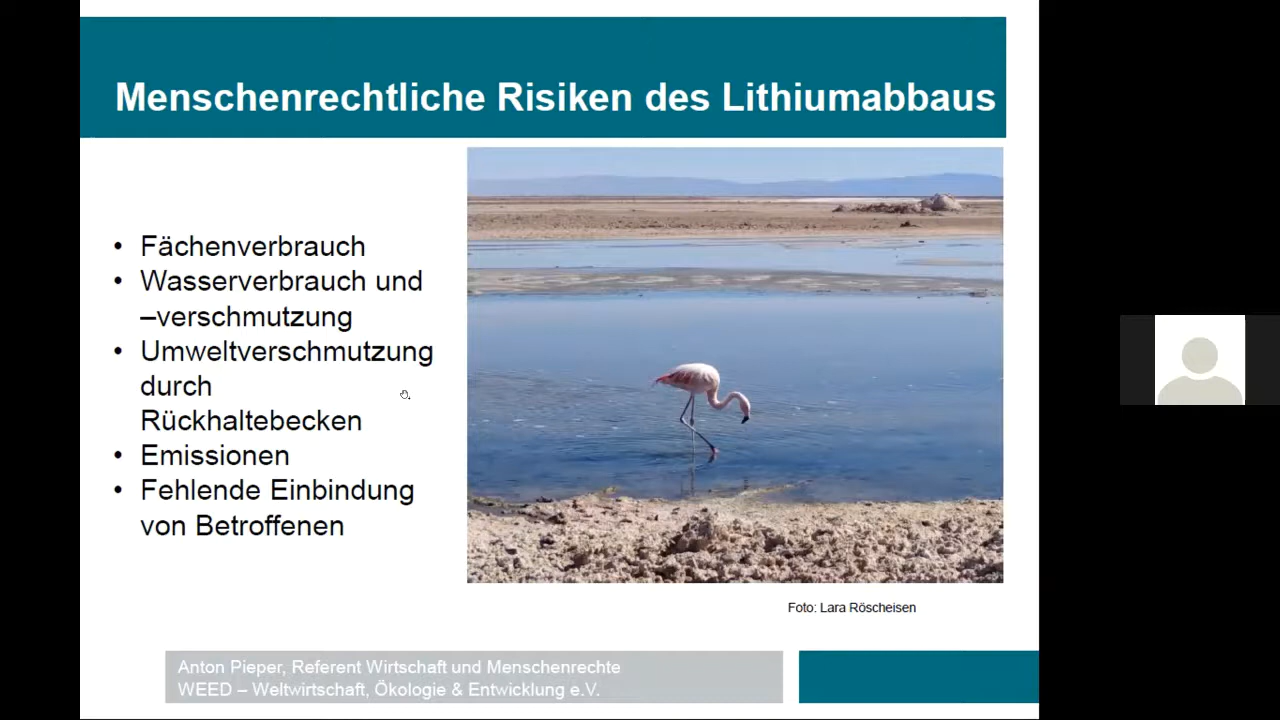 Menschenrechtliche Risiken des Lithiumabbaus
• Fächenverbrauch
• Wasserverbrauch und
–verschmutzung
• Umweltverschmutzung
durch
Rückhaltebecken
• Emissionen
• Fehlende Einbindung
von Betroffenen
Foto: Lara Röscheisen
Anton Pieper, Referent Wirtschaft und Menschenrechte
WEED – Weltwirtschaft, Ökologie & Entwicklung e.V.